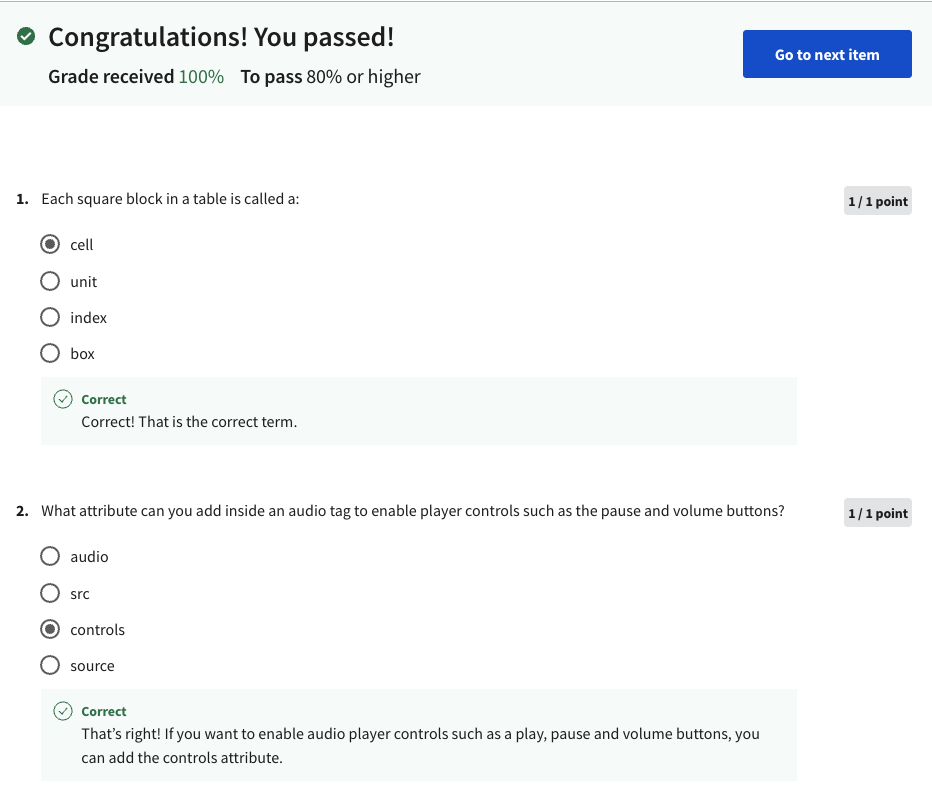 Congratulations! You passed!
Grade received 100% To pass 80% or higher
Go to next item
1. Each square block in a table is called a:
1 / 1 point
cell
unit
index
box
Correct
Correct! That is the correct term.
2. What attribute can you add inside an audio tag to enable player controls such as the pause and volume buttons?
1 / 1 point
audio
src
controls
source
Correct
That’s right! If you want to enable audio player controls such as a play, pause and volume buttons, you
can add the controls attribute.